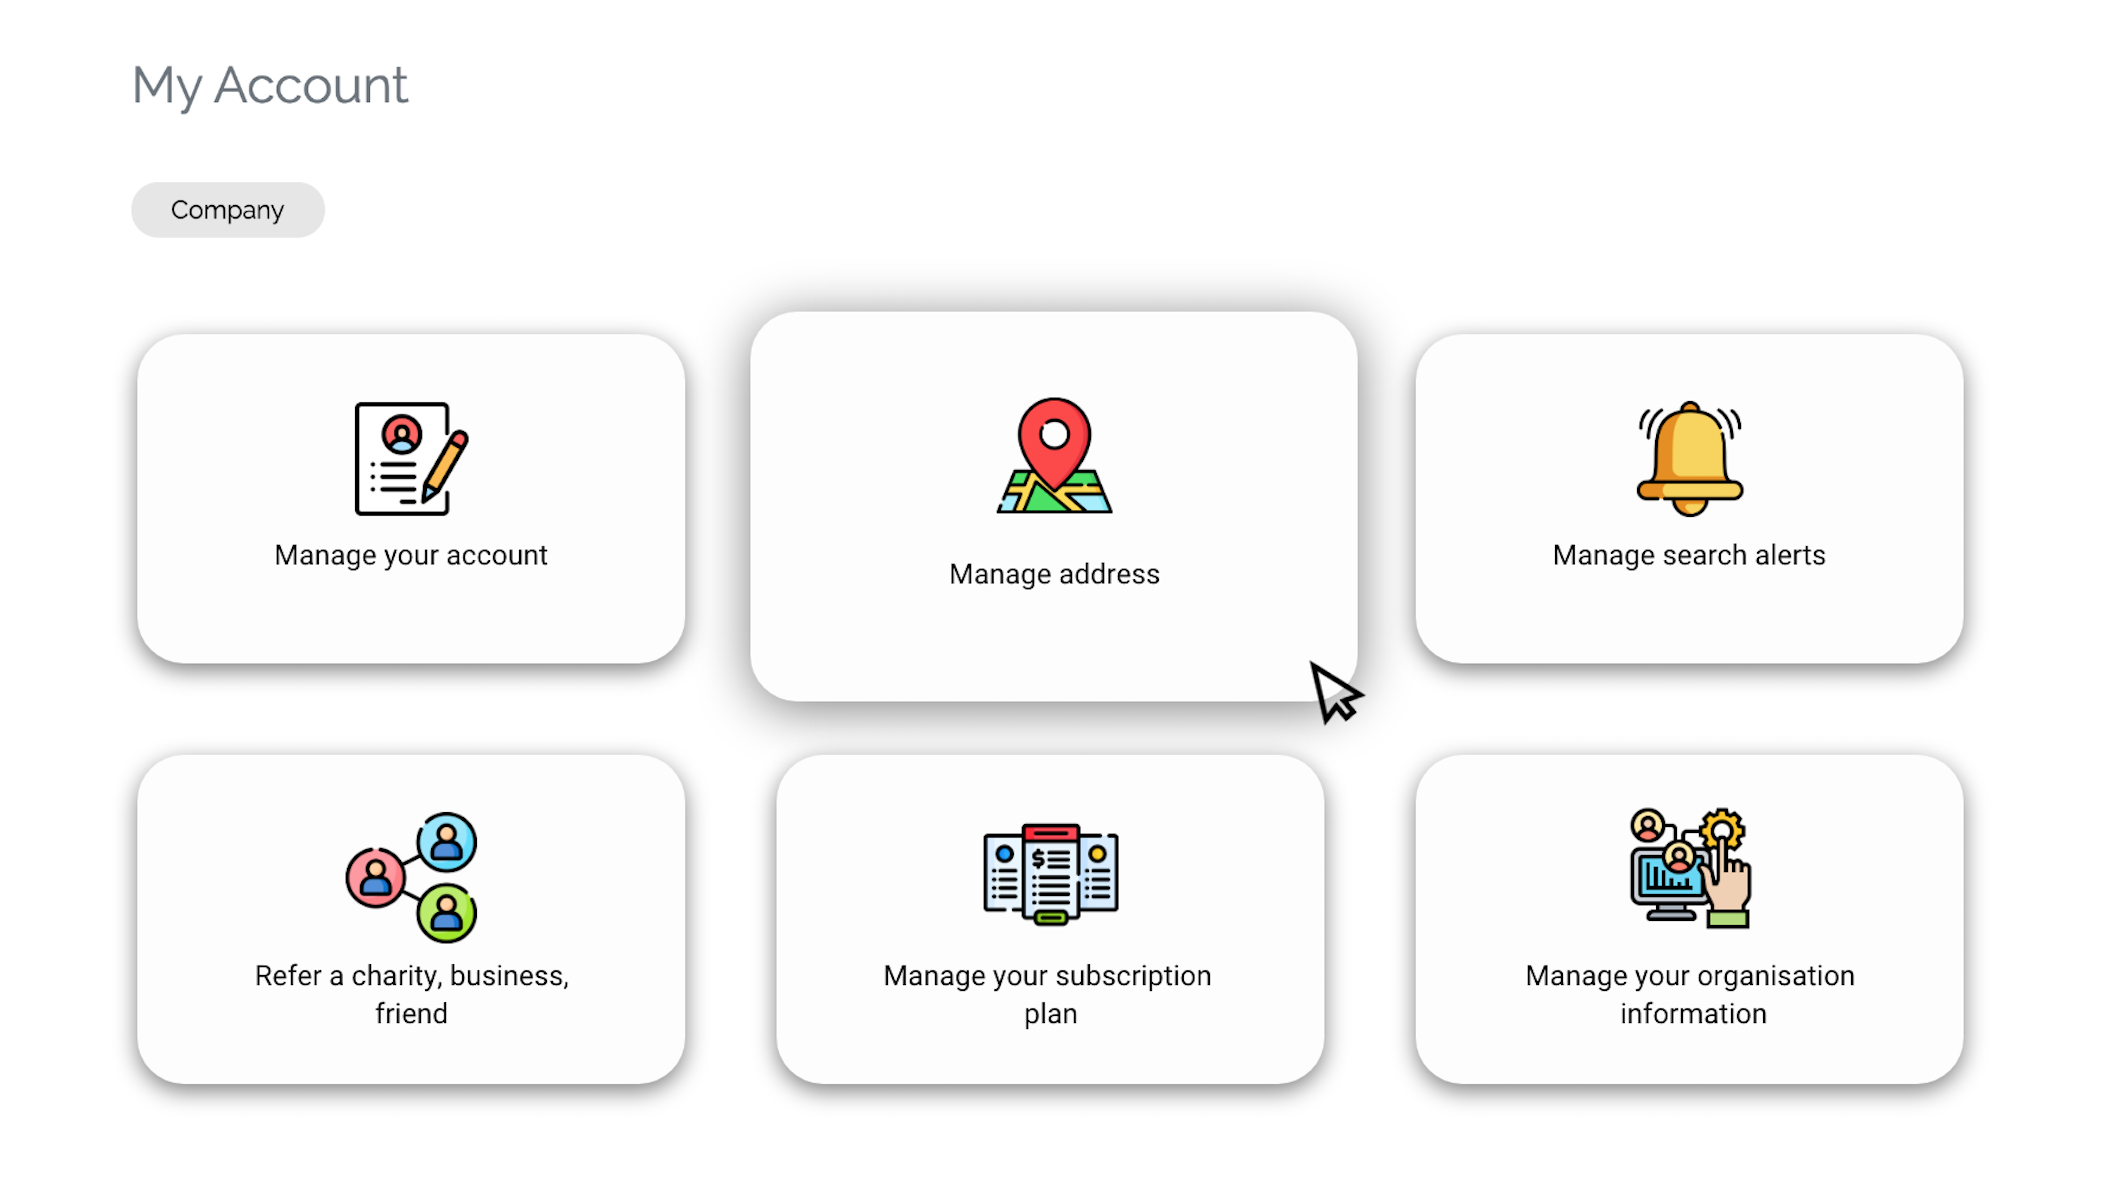 My Account
Company
Manage your account
Manage address
Manage search alerts
Refer a charity, business,
friend
Manage your subscription
plan
Manage your organisation
information